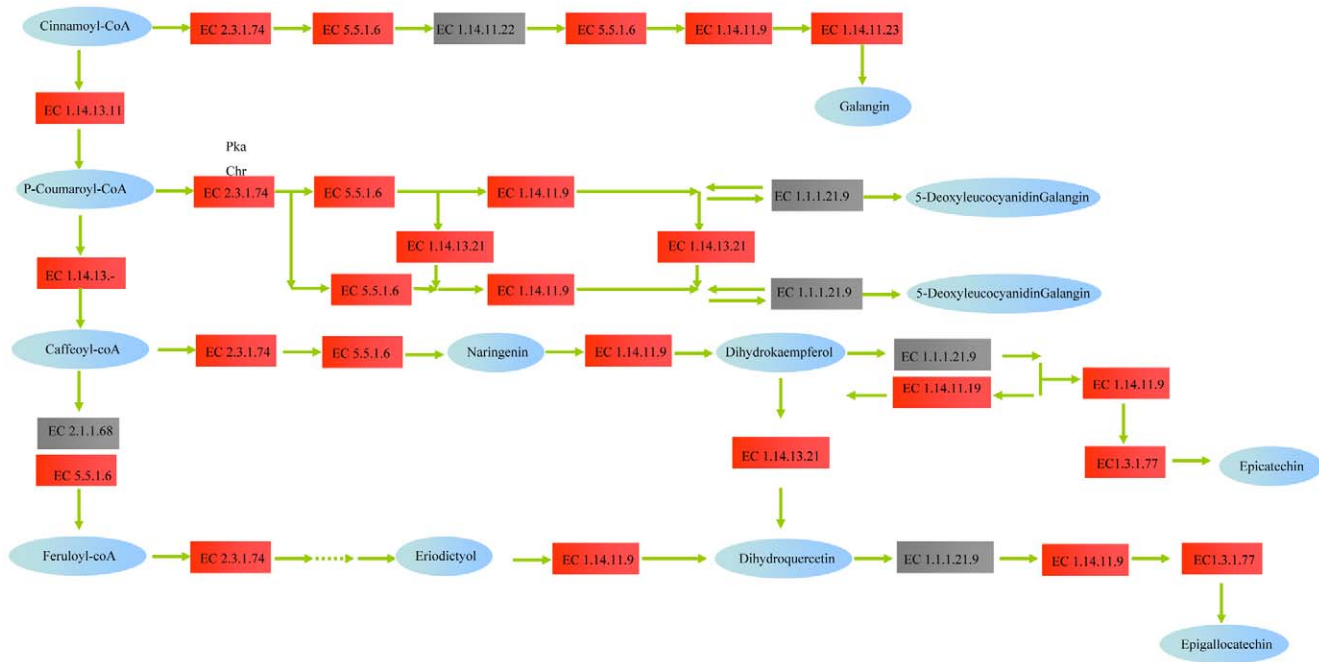 Cinnamoyl-CoA
EC 2.3.1.74
EC 5.5.1.6
EC 1.14.11.22
EC 5.5.1.6
EC 1.14.11.9
EC 1.14.11.23
EC 1.14.13.11
Galangin
Pka
Chr
P-Coumaroyl-CoA
EC 2.3.1.74
EC 5.5.1.6
EC 1.14.11.9
EC 1.1.1.21.9
5-DeoxyleucocyanidinGalangin
EC 1.14.13.21
EC 1.14.13.21
EC 1.14.13.-
EC 5.5.1.6
EC 1.14.11.9
EC 1.1.1.21.9
5-DeoxyleucocyanidinGalangin
Caffeoyl-coA
EC 2.3.1.74
EC 5.5.1.6
Naringenin
EC 1.14.11.9
Dihydrokaempferol
EC 1.1.1.21.9
EC 1.14.11.19
EC 1.14.11.9
EC 2.1.1.68
EC 5.5.1.6
EC 1.14.13.21
EC1.3.1.77
Epicatechin
Feruloyl-coA
EC 2.3.1.74
Eriodictyol
EC 1.14.11.9
Dihydroquercetin
EC 1.1.1.21.9
EC 1.14.11.9
EC1.3.1.77
Epigallocatechin